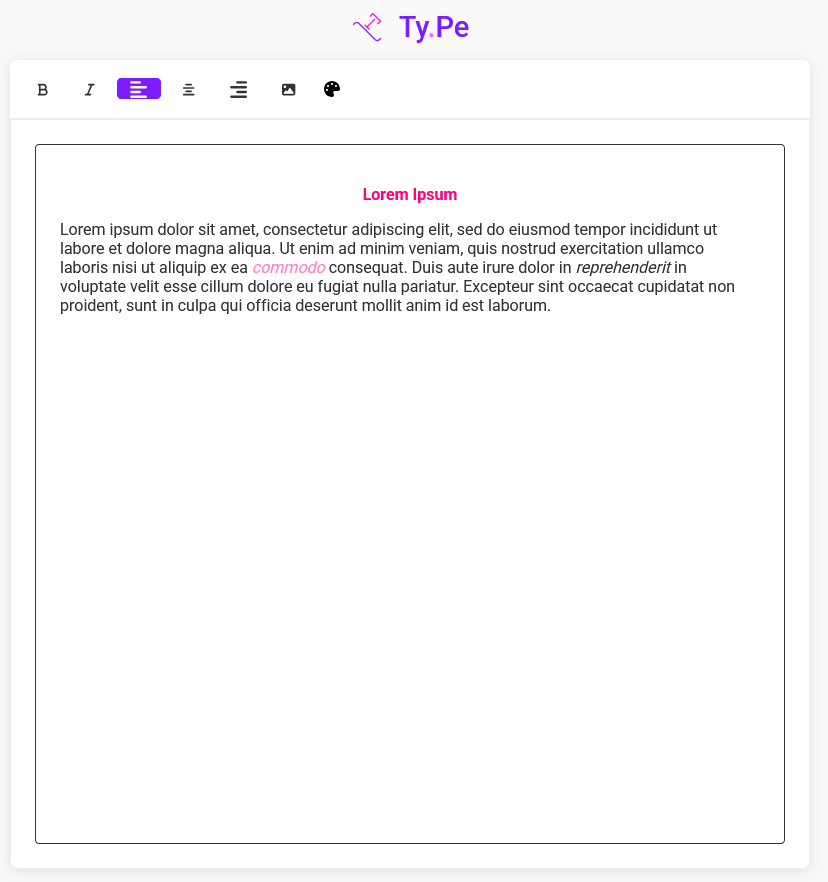 Ty.Pe
B
I
Lorem Ipsum
Lorem ipsum dolor sit amet, consectetur adipiscing elit, sed do eiusmod tempor incididunt ut
labore et dolore magna aliqua. Ut enim ad minim veniam, quis nostrud exercitation ullamco
laboris nisi ut aliquip ex ea commodo consequat. Duis aute irure dolor in reprehenderit in
voluptate velit esse cillum dolore eu fugiat nulla pariatur. Excepteur sint occaecat cupidatat non
proident, sunt in culpa qui officia deserunt mollit anim id est laborum.